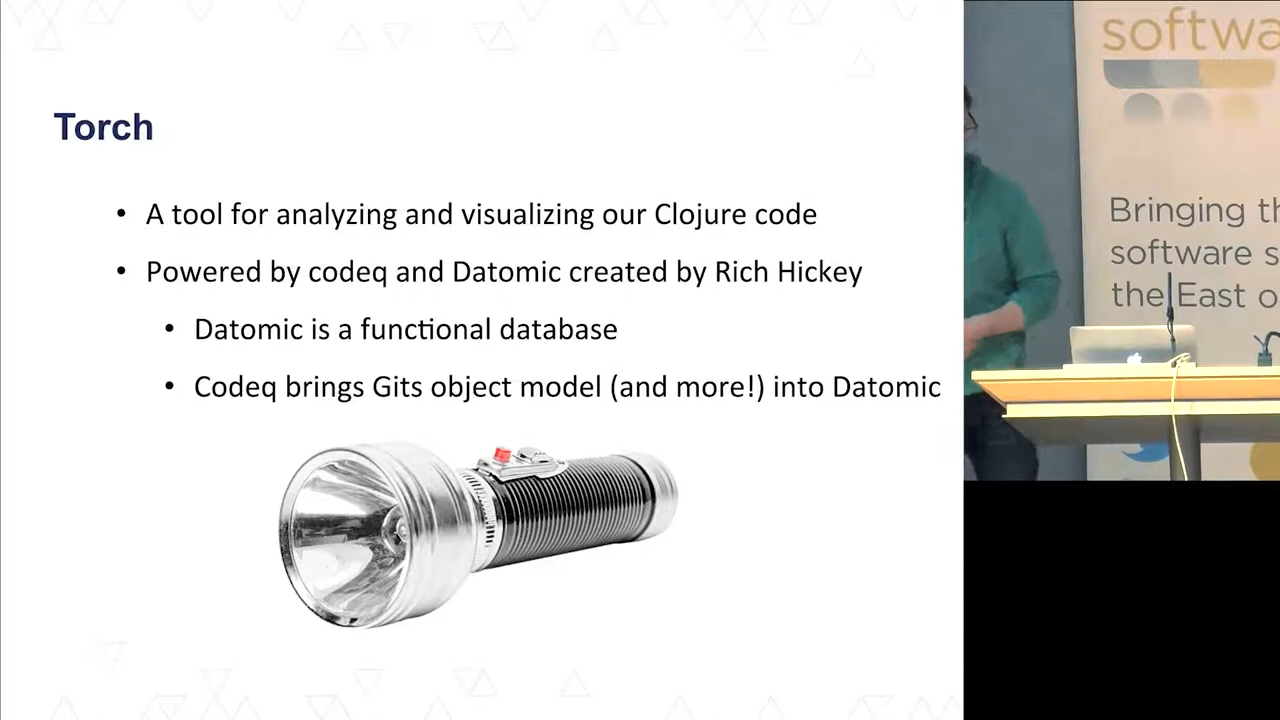 Torch
• A tool for analyzing and visualizing our Clojure code
• Powered by codeq and Datomic created by Rich Hickey
• Datomic is a functional database
• Codeq brings Gits object model (and more!) into Datomic
softwa
Bringing th
software s
the East o